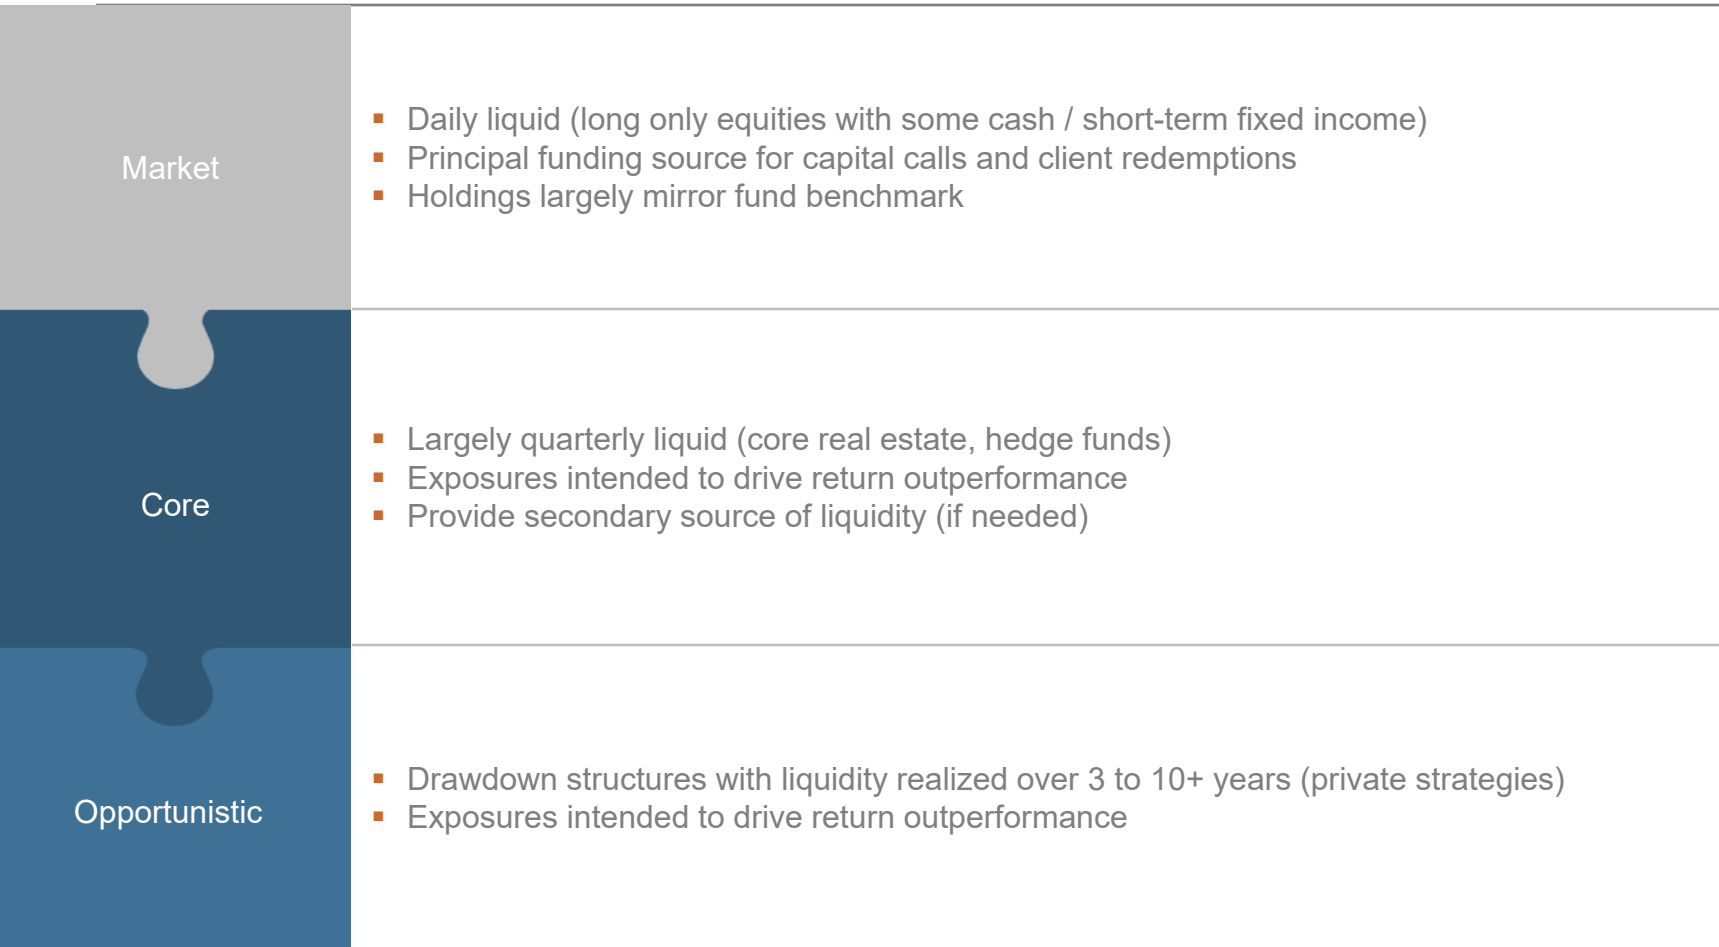 Market
▪ Daily liquid (long only equities with some cash / short-term fixed income)
▪ Principal funding source for capital calls and client redemptions
▪ Holdings largely mirror fund benchmark
Core
▪ Largely quarterly liquid (core real estate, hedge funds)
▪ Exposures intended to drive return outperformance
▪ Provide secondary source of liquidity (if needed)
Opportunistic
▪ Drawdown structures with liquidity realized over 3 to 10+ years (private strategies)
▪ Exposures intended to drive return outperformance